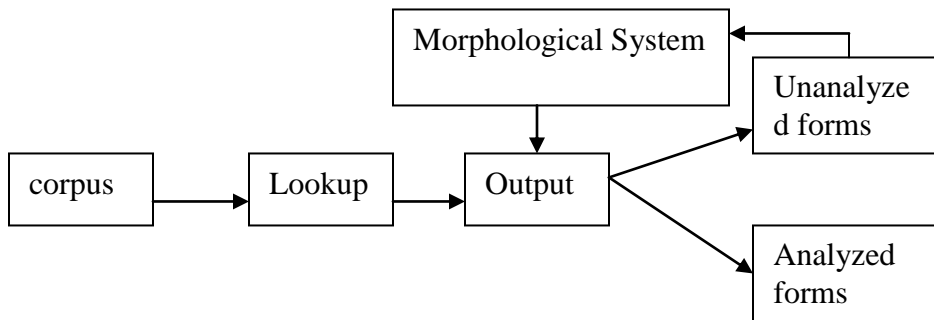 Morphological System
Unanalyze
d forms
corpus
Lookup
Output
Analyzed
forms